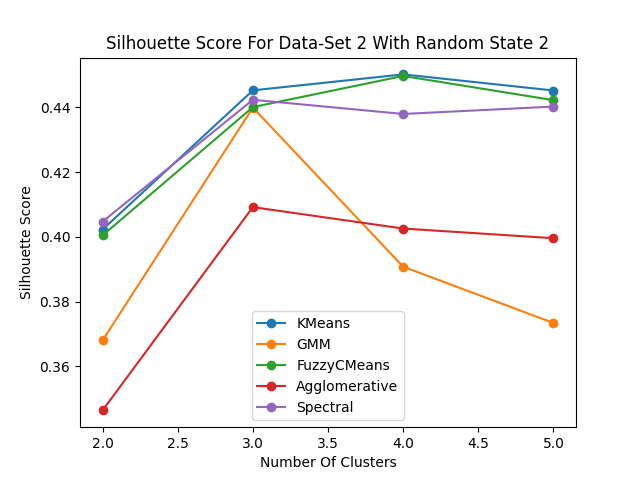 Silhouette Score For Data-Set 2 With Random State 2
Silhouette Score
0.44
0.42
0.40
0.38
0.36
KMeans
GMM
FuzzyCMeans
Agglomerative
Spectral
2.0 2.5 3.0 3.5 4.0 4.5 5.0
Number Of Clusters